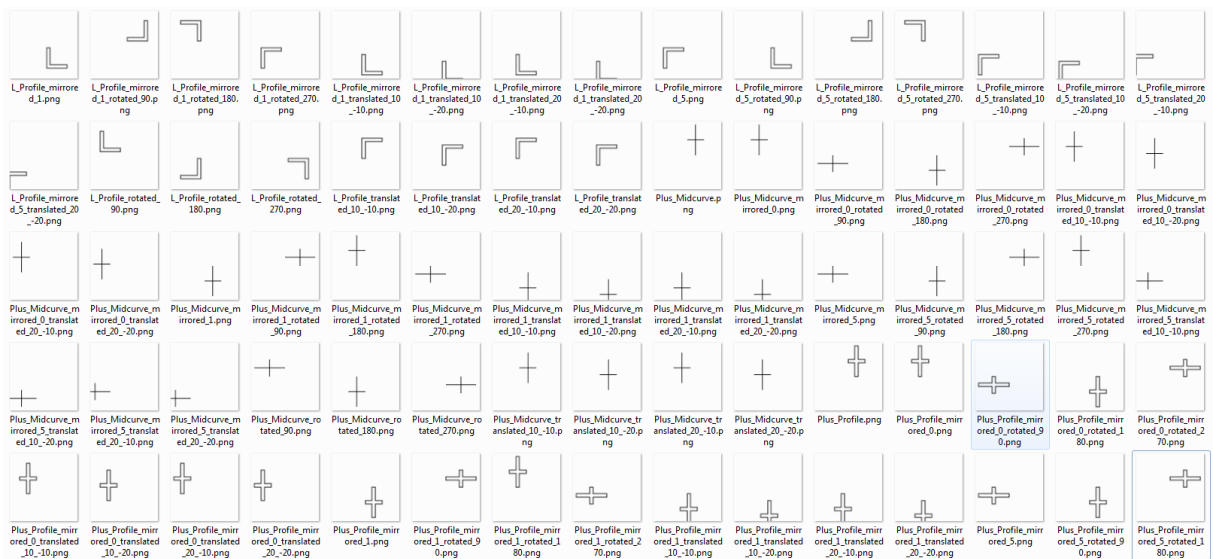 L_Profile_mirrore
d_1.png
L_Profile_mirrore
d_1_rotated_90.p
ng
L_Profile_mirrore
d_1_rotated_180.
png
L_Profile_mirrore
d_1_rotated_270.
png
L_Profile_mirrore
d_1_translated_10
_-10.png
L_Profile_mirrore
d_1_translated_10
_-20.png
L_Profile_mirrore
d_1_translated_20
_-10.png
L_Profile_mirrore
d_1_translated_20
_-20.png
L_Profile_mirrore
d_5.png
L_Profile_mirrore
d_5_rotated_90.p
ng
L_Profile_mirrore
d_5_rotated_180.
png
L_Profile_mirrore
d_5_rotated_270.
png
L_Profile_mirrore
d_5_translated_10
_-10.png
L_Profile_mirrore
d_5_translated_10
_-20.png
L_Profile_mirrore
d_5_translated_20
_-10.png
L_Profile_mirrore
d_5_translated_20
_-20.png
L_Profile_rotated_
90.png
L_Profile_rotated_
180.png
L_Profile_rotated_
270.png
L_Profile_translat
ed_10_-10.png
L_Profile_translat
ed_10_-20.png
L_Profile_translat
ed_20_-10.png
L_Profile_translat
ed_20_-20.png
Plus_Midcurve.p
ng
Plus_Midcurve_m
irrored_0.png
Plus_Midcurve_m
irrored_0_rotated
_90.png
Plus_Midcurve_m
irrored_0_rotated
_180.png
Plus_Midcurve_m
irrored_0_rotated
_270.png
Plus_Midcurve_m
irrored_0_translat
ed_10_-10.png
Plus_Midcurve_m
irrored_0_translat
ed_10_-20.png
Plus_Midcurve_m
irrored_0_translat
ed_20_-10.png
Plus_Midcurve_m
irrored_0_translat
ed_20_-20.png
Plus_Midcurve_m
irrored_1.png
Plus_Midcurve_m
irrored_1_rotated
_90.png
Plus_Midcurve_m
irrored_1_rotated
_180.png
Plus_Midcurve_m
irrored_1_rotated
_270.png
Plus_Midcurve_m
irrored_1_translat
ed_10_-10.png
Plus_Midcurve_m
irrored_1_translat
ed_10_-20.png
Plus_Midcurve_m
irrored_1_translat
ed_20_-10.png
Plus_Midcurve_m
irrored_1_translat
ed_20_-20.png
Plus_Midcurve_m
irrored_5.png
Plus_Midcurve_m
irrored_5_rotated
_90.png
Plus_Midcurve_m
irrored_5_rotated
_180.png
Plus_Midcurve_m
irrored_5_rotated
_270.png
Plus_Midcurve_m
irrored_5_translat
ed_10_-10.png
Plus_Midcurve_m
irrored_5_translat
ed_10_-20.png
Plus_Midcurve_m
irrored_5_translat
ed_20_-10.png
Plus_Midcurve_m
irrored_5_translat
ed_20_-20.png
Plus_Midcurve_ro
tated_90.png
Plus_Midcurve_ro
tated_180.png
Plus_Midcurve_ro
tated_270.png
Plus_Midcurve_tr
anslated_10_-10.p
ng
Plus_Midcurve_tr
anslated_10_-20.p
ng
Plus_Midcurve_tr
anslated_20_-10.p
ng
Plus_Midcurve_tr
anslated_20_-20.p
ng
Plus_Profile.png
Plus_Profile_mirr
ored_0.png
Plus_Profile_mirr
ored_0_rotated_9
0.png
Plus_Profile_mirr
ored_0_rotated_1
80.png
Plus_Profile_mirr
ored_0_rotated_2
70.png
Plus_Profile_mirr
ored_0_translated
_10_-10.png
Plus_Profile_mirr
ored_0_translated
_10_-20.png
Plus_Profile_mirr
ored_0_translated
_20_-10.png
Plus_Profile_mirr
ored_0_translated
_20_-20.png
Plus_Profile_mirr
ored_1.png
Plus_Profile_mirr
ored_1_rotated_9
0.png
Plus_Profile_mirr
ored_1_rotated_1
80.png
Plus_Profile_mirr
ored_1_rotated_2
70.png
Plus_Profile_mirr
ored_1_translated
_10_-10.png
Plus_Profile_mirr
ored_1_translated
_10_-20.png
Plus_Profile_mirr
ored_1_translated
_20_-10.png
Plus_Profile_mirr
ored_1_translated
_20_-20.png
Plus_Profile_mirr
ored_5.png
Plus_Profile_mirr
ored_5_rotated_9
0.png
Plus_Profile_mirr
ored_5_rotated_1
80.png